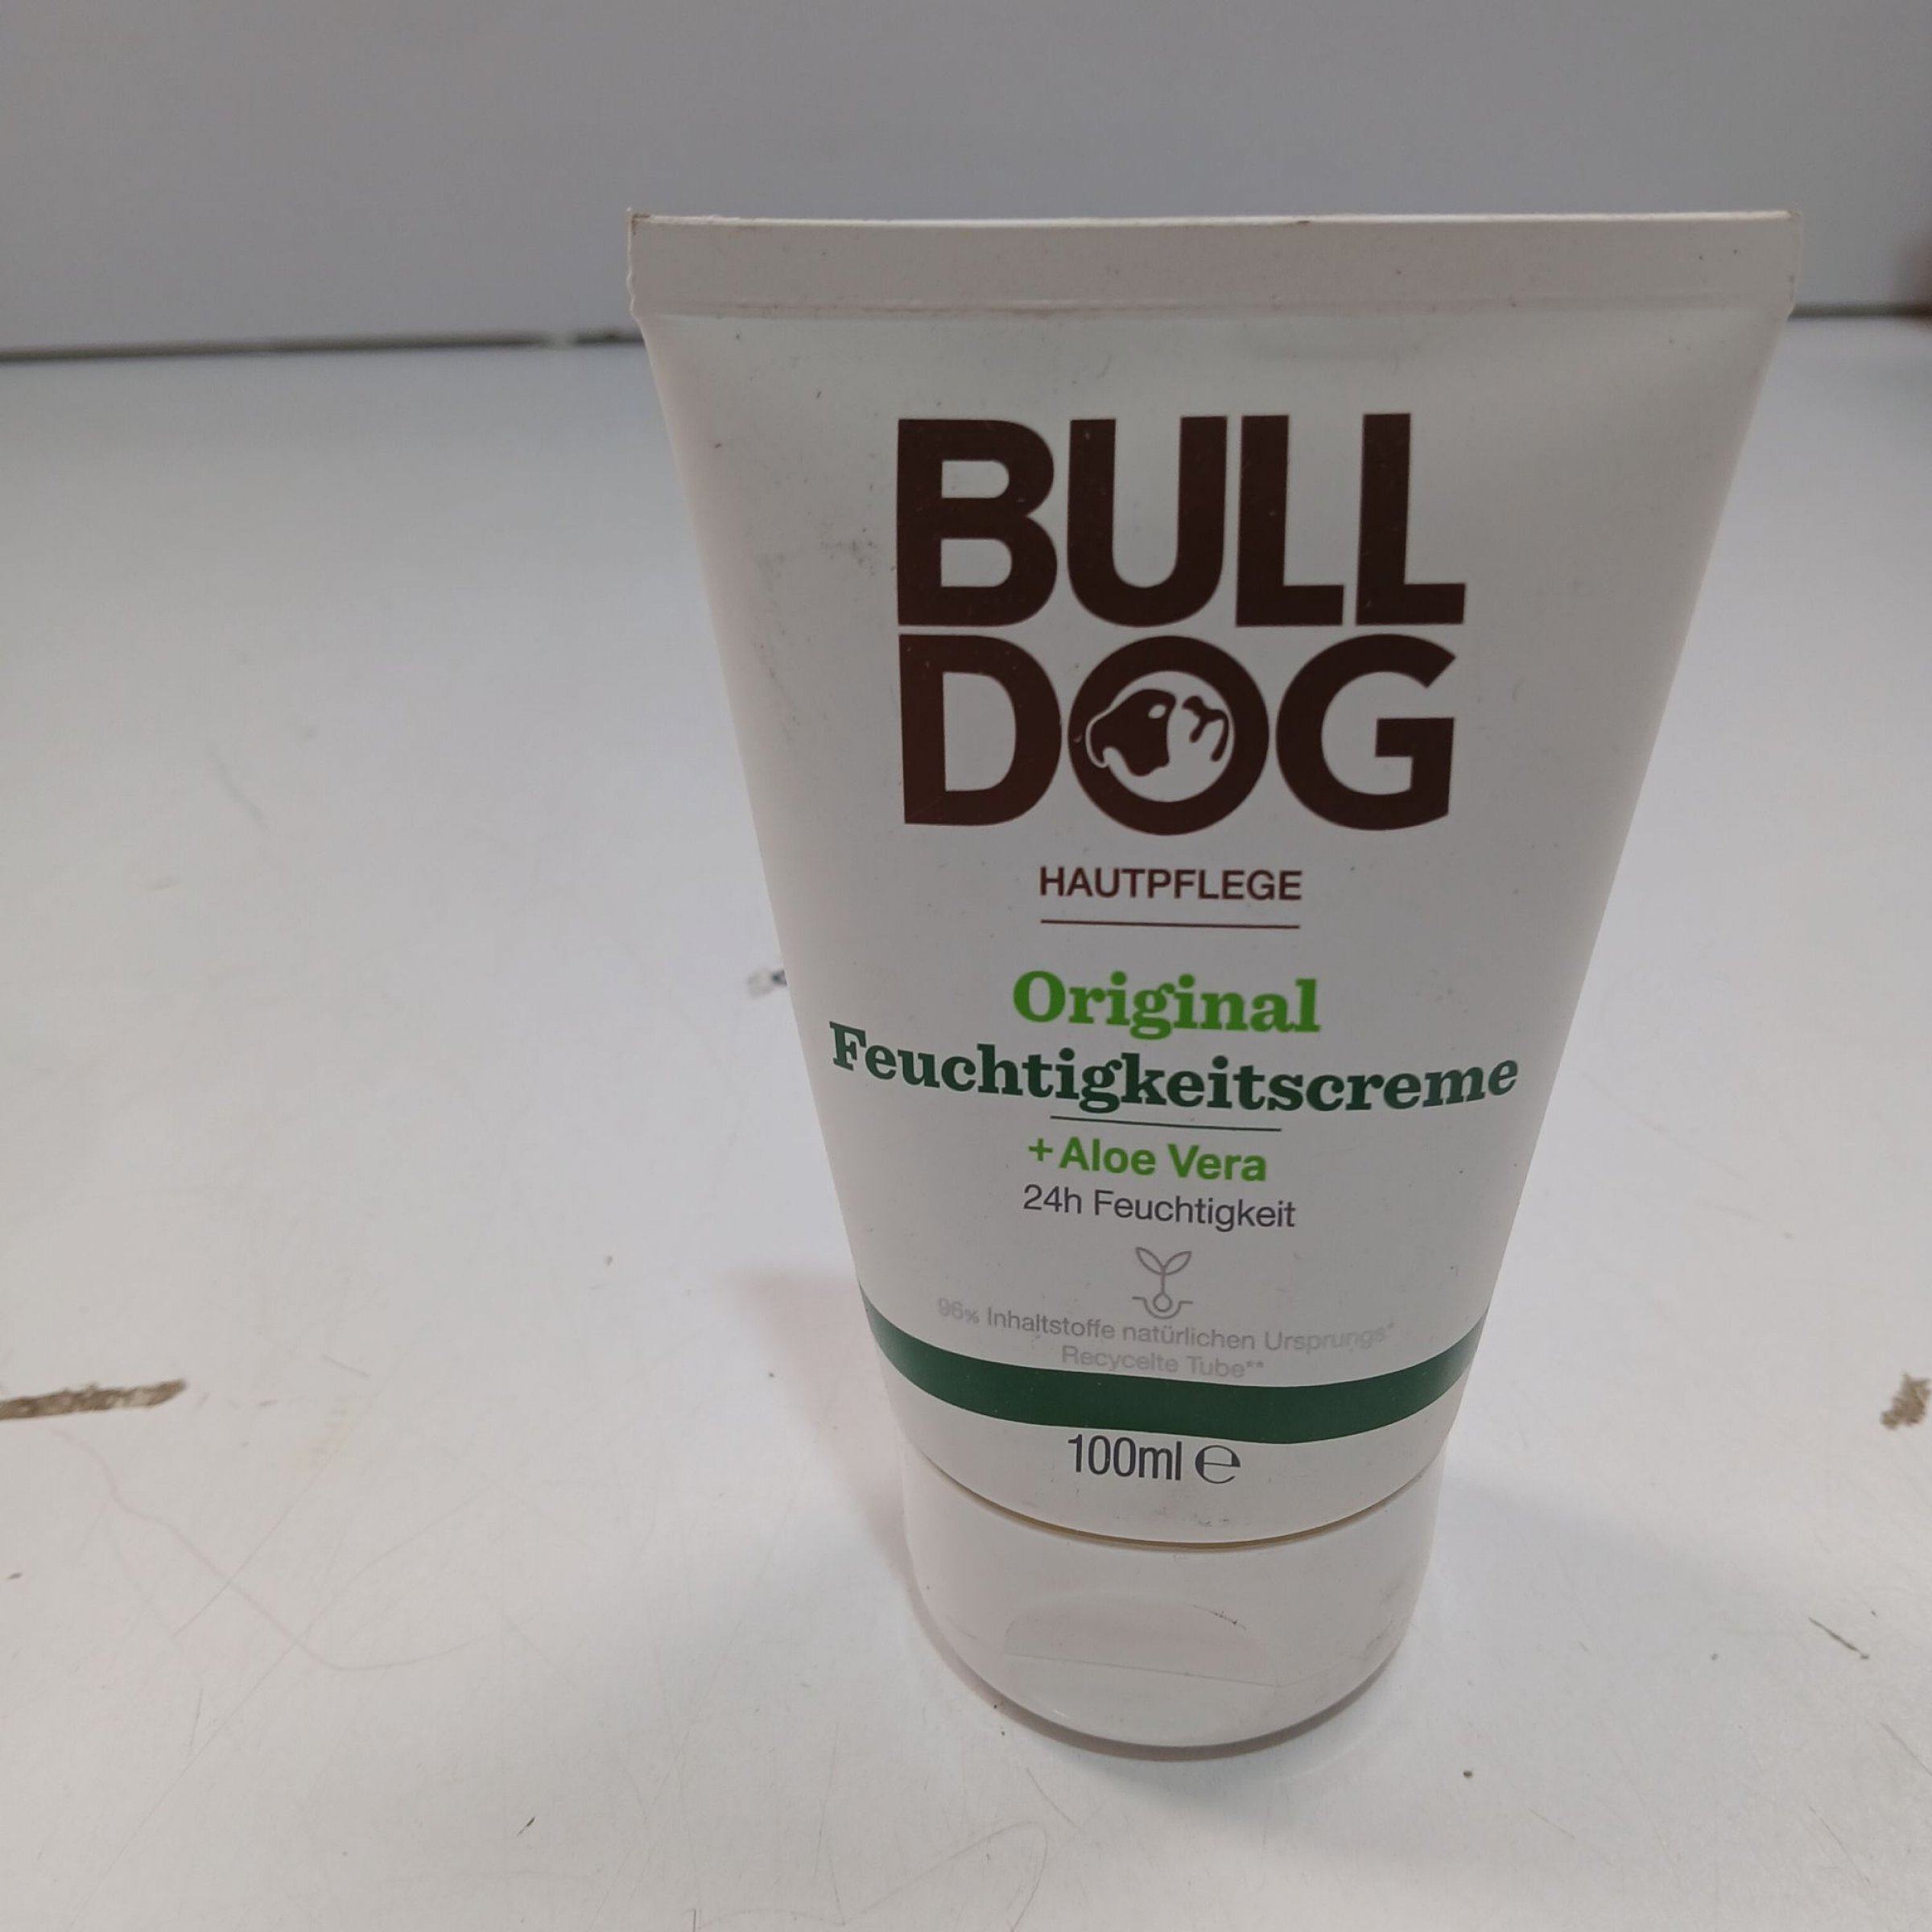 BULL
DOG
HAUTPFLEGE
Original
Feuchtigkeitscreme
+Aloe Vera
24h Feuchtigkeit
96% Inhaltstoffe natürlichen Ursprungs*
Recycelte Tube**
100ml ℮